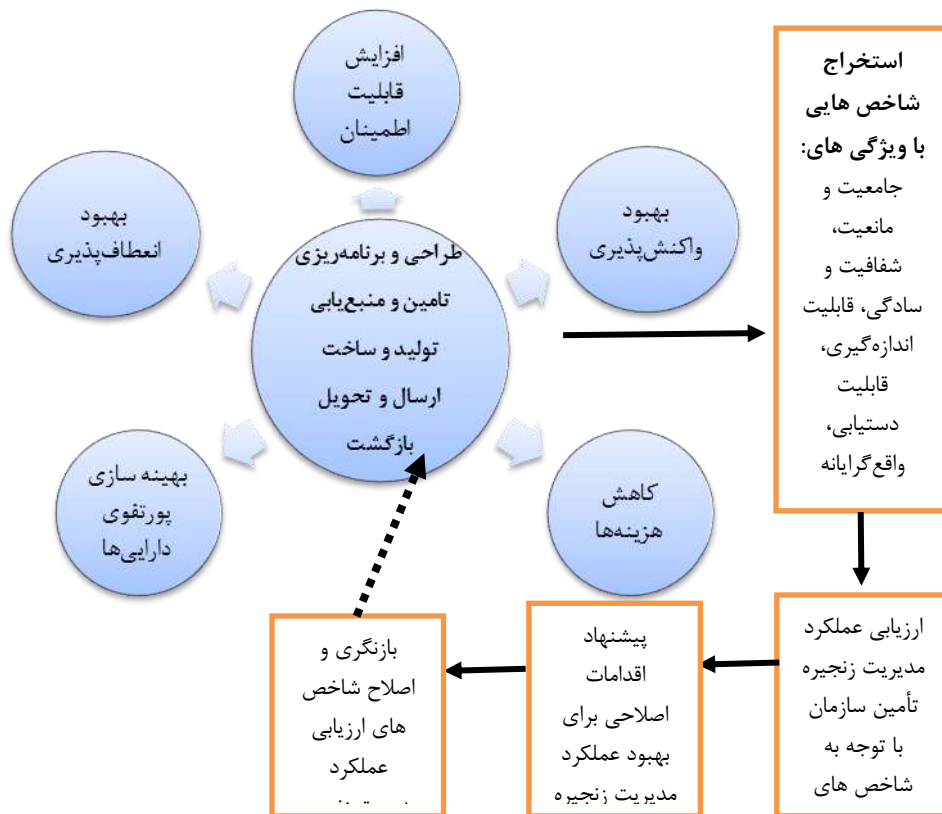 افزایش
قابلیت
اطمینان
بهبود
واکنش‌پذیری
بهبود
انعطاف‌پذیری
طراحی و برنامه‌ریزی
تامین و منبع‌یابی
تولید و ساخت
ارسال و تحویل
بازگشت
بهینه سازی
پورتفوی
دارایی‌ها
کاهش
هزینه‌ها
استخراج
شاخص هایی
با ویژگی های:
جامعیت و
مانعیت،
شفافیت و
سادگی، قابلیت
اندازه‌گیری،
قابلیت
دستیابی،
واقع‌گرایانه
ارزیابی عملکرد
مدیریت زنجیره
تأمین سازمان
با توجه به
شاخص های
پیشنهاد
اقدامات
اصلاحی برای
بهبود عملکرد
مدیریت زنجیره
بازنگری و
اصلاح شاخص
های ارزیابی
عملکرد